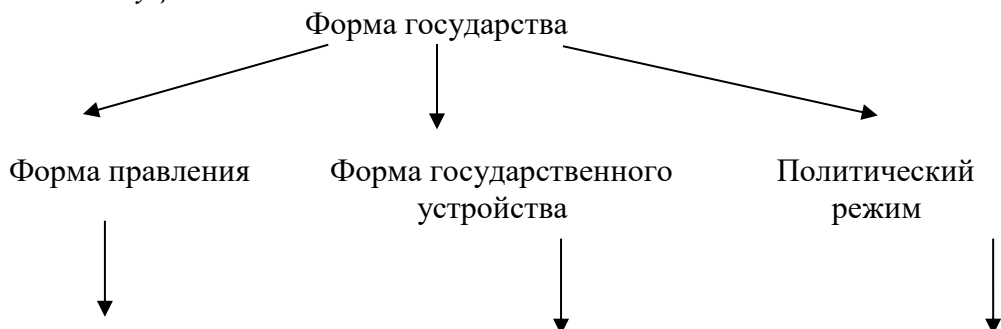 Форма государства
Форма правления
Форма государственного
устройства
Политический
режим